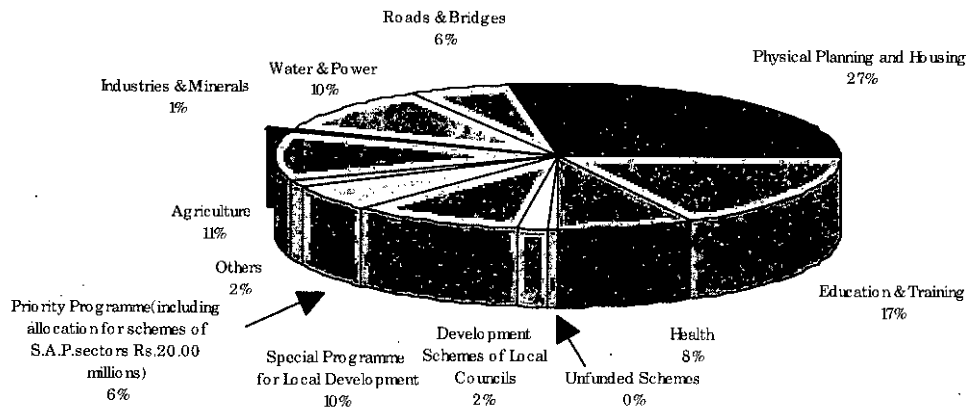 Roads & Bridges
6%
Physical Planning and Housing
27%
Water & Power
10%
Industries & Minerals
1%
Agriculture
11%
Others
2%
Priority Programme(including
allocation for schemes of
S.A.P.sectors Rs.20.00
millions)
6%
Special Programme
for Local Development
10%
Development
Schemes of Local
Councils
2%
Unfunded Schemes
0%
Health
8%
Education & Training
17%